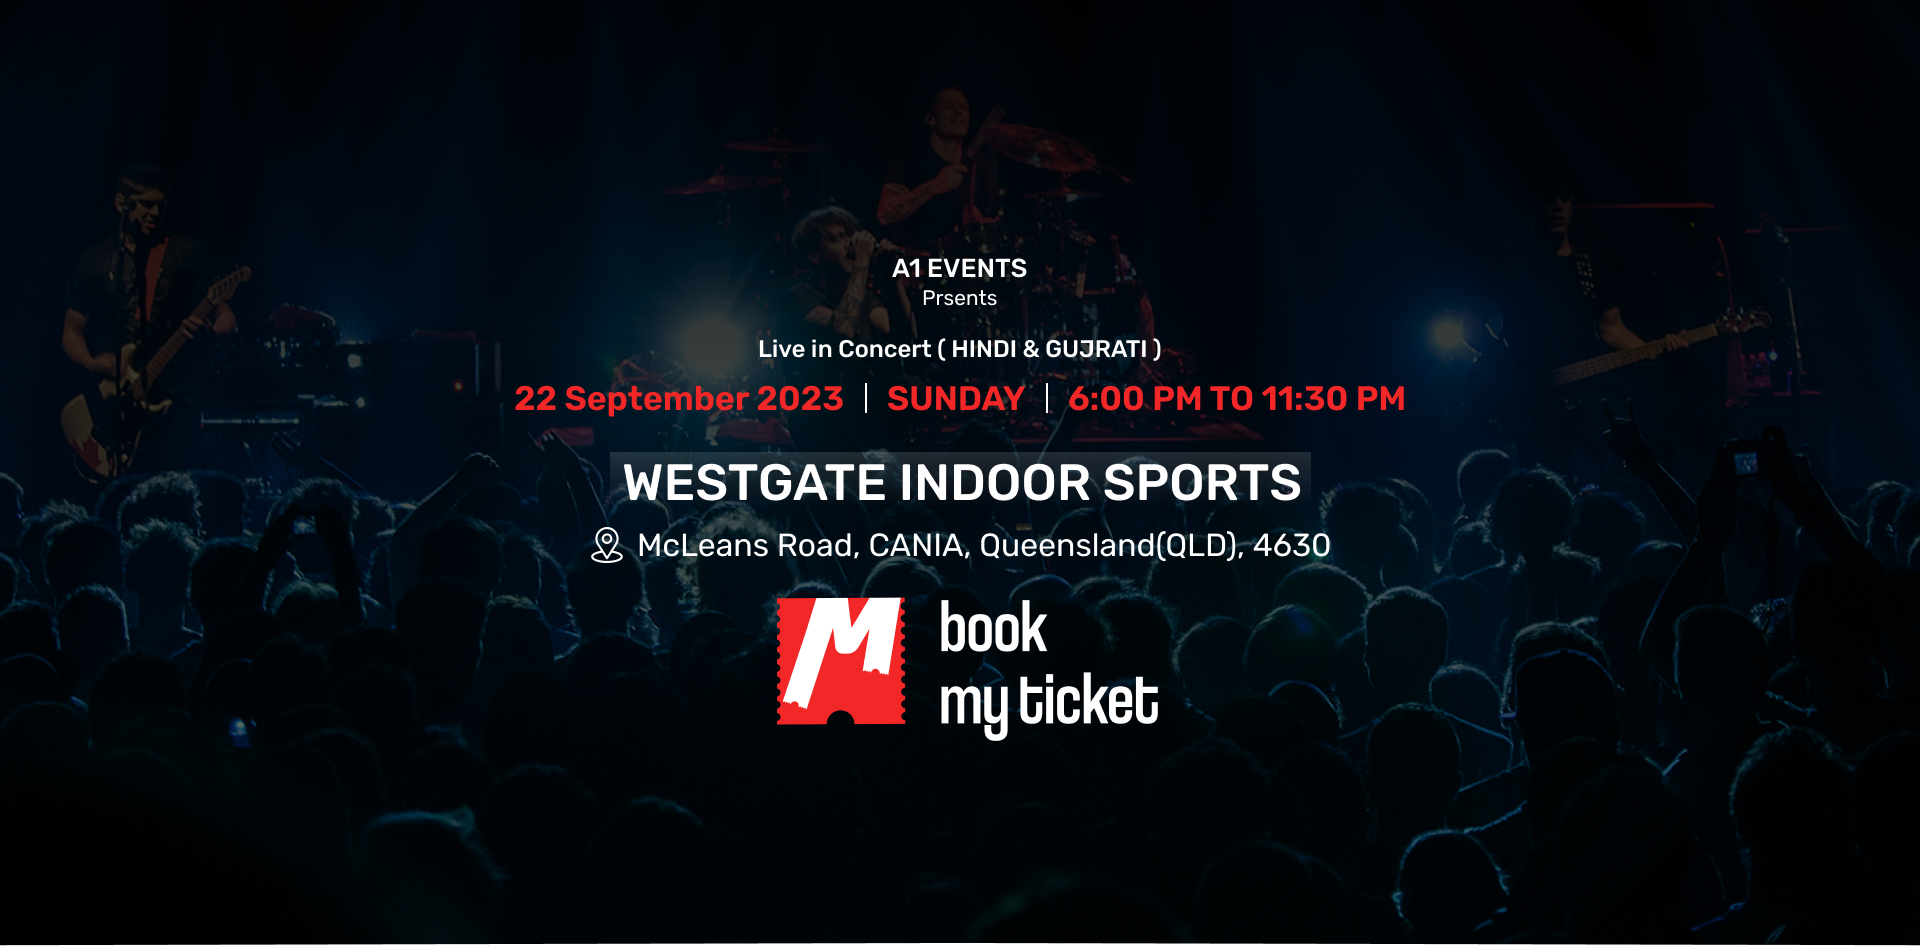 A1 EVENTS
Prsents
Live in Concert ( HINDI & GUJRATI )
22 September 2023 | SUNDAY | 6:00 PM TO 11:30 PM
WESTGATE INDOOR SPORTS
McLeans Road, CANIA, Queensland(QLD), 4630
M
book
my ticket